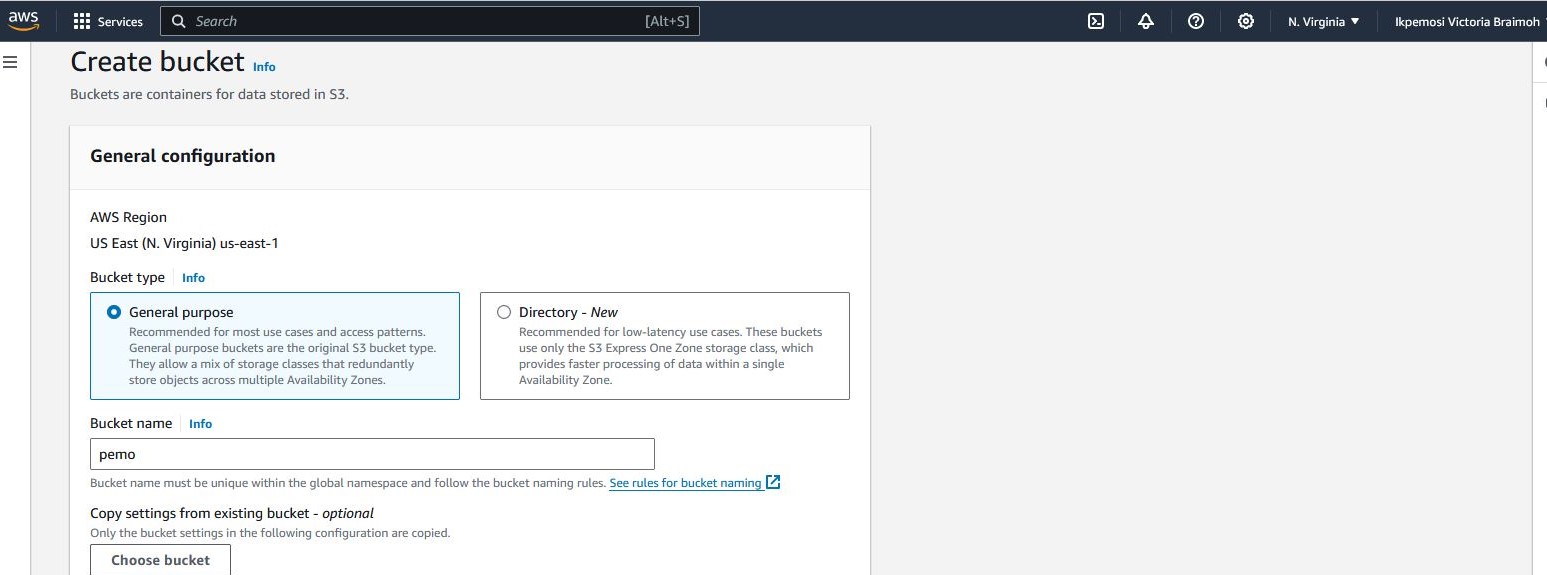 aws Services Search [Alt+S] N. Virginia Ikpemosi Victoria Braimoh
Create bucket Info
Buckets are containers for data stored in S3.
General configuration
AWS Region
US East (N. Virginia) us-east-1
Bucket type Info
General purpose
Recommended for most use cases and access patterns.
General purpose buckets are the original S3 bucket type.
They allow a mix of storage classes that redundantly
store objects across multiple Availability Zones.
Directory - New
Recommended for low-latency use cases. These buckets
use only the S3 Express One Zone storage class, which
provides faster processing of data within a single
Availability Zone.
Bucket name Info
pemo
Bucket name must be unique within the global namespace and follow the bucket naming rules. See rules for bucket naming
Copy settings from existing bucket - optional
Only the bucket settings in the following configuration are copied.
Choose bucket